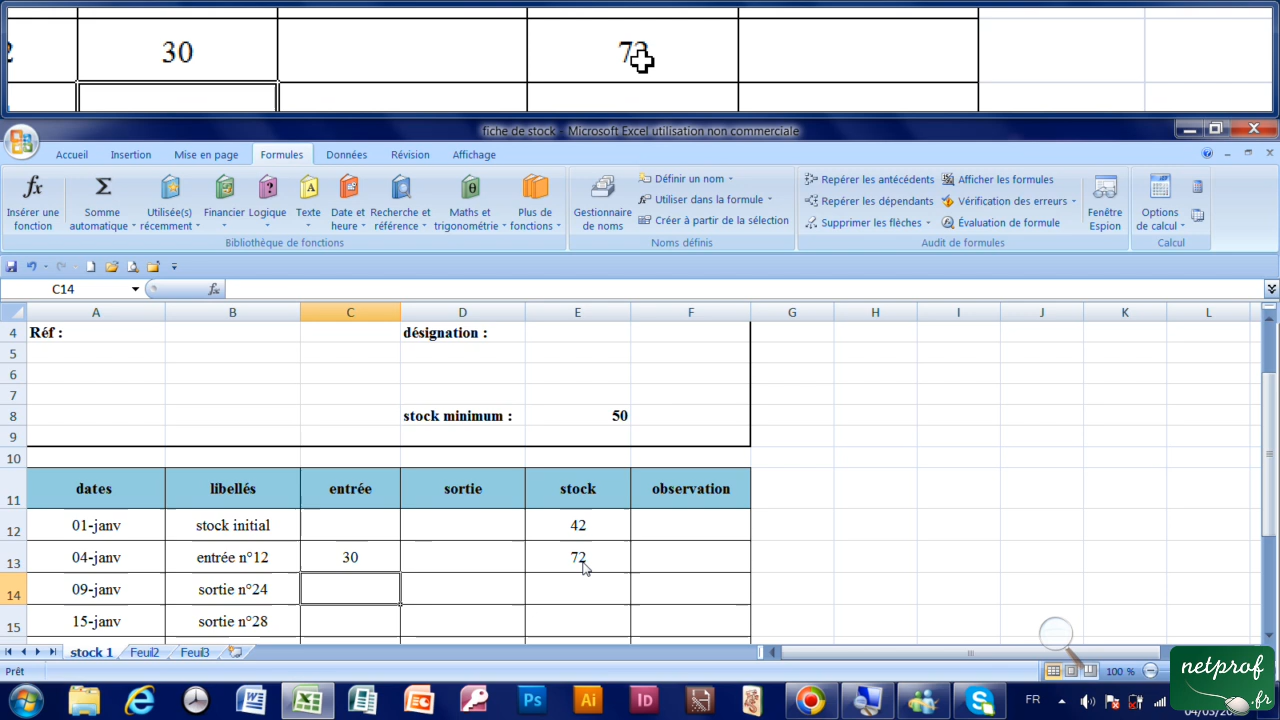 30 72
fiche de stock - Microsoft Excel utilisation non commerciale
Accueil Insertion Mise en page Formules Données Révision Affichage
fx Σ A θ
Insérer une fonction
Somme automatique
Utilisée(s) récemment
Financier
Logique
Texte
Date et heure
Recherche et référence
Maths et trigonométrie
Plus de fonctions
Bibliothèque de fonctions
Gestionnaire de noms
Définir un nom
Utiliser dans la formule
Créer à partir de la sélection
Noms définis
Repérer les antécédents
Repérer les dépendants
Supprimer les flèches
Afficher les formules
Vérification des erreurs
Évaluation de formule
Audit de formules
Fenêtre Espion
Options de calcul
Calcul
C14 fx
A B C D E F G H I J K L
4 Réf : désignation :
5
6
7
8 stock minimum : 50
9
10
11 dates libellés entrée sortie stock observation
12 01-janv stock initial 42
13 04-janv entrée n°12 30 72
14 09-janv sortie n°24
15 15-janv sortie n°28
stock 1 Feuil2 Feuil3
Prêt 100 %
Ps Ai ID FR
netprof
.fr